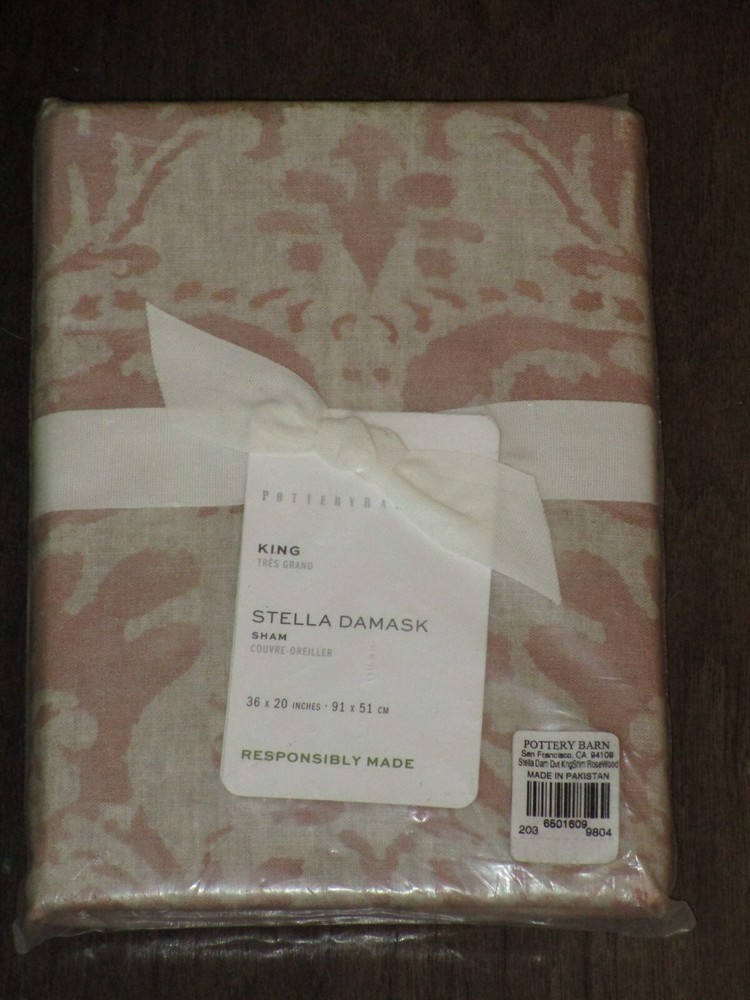 POTTERYBA
KING
TRÈS GRAND
STELLA DAMASK
SHAM
COUVRE-OREILLER
36 x 20 INCHES · 91 x 51 CM
RESPONSIBLY MADE
POTTERY BARN
San Francisco, CA 94109
Stella Dam Dvt KingShm RoseWood
MADE IN PAKISTAN
6501609
203 9804